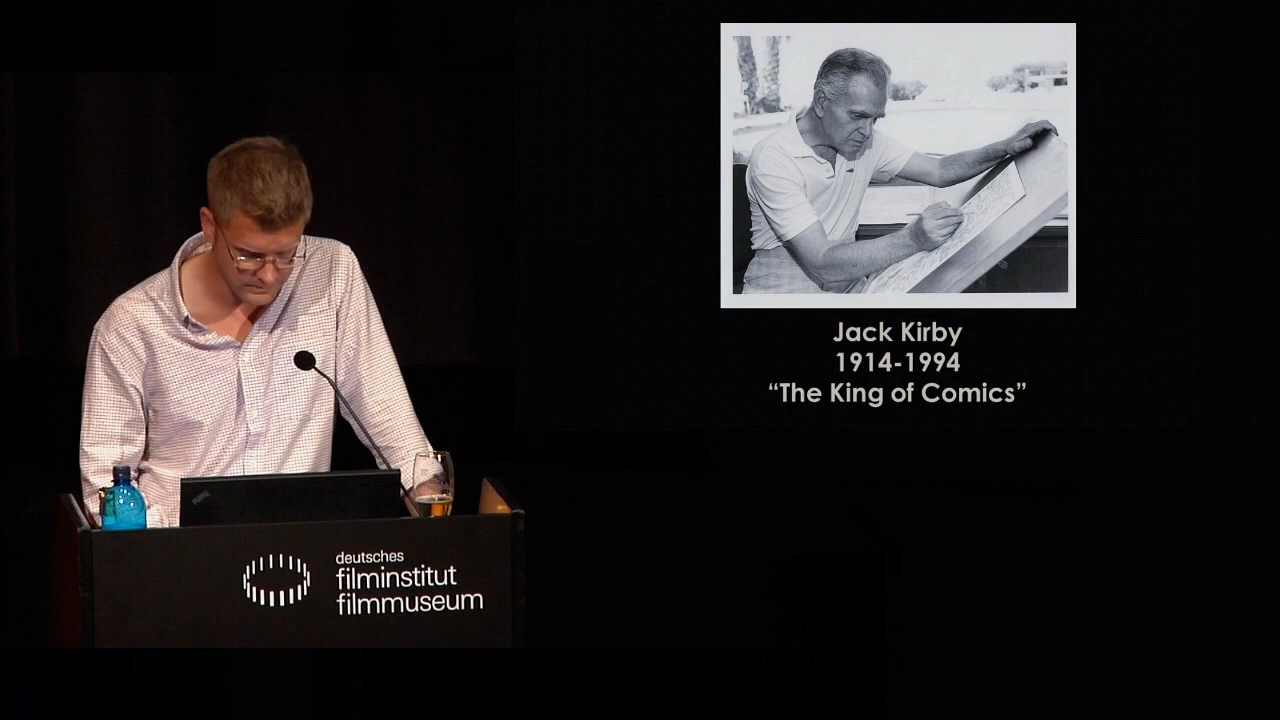 Jack Kirby
1914-1994
“The King of Comics”
deutsches
filminstitut
filmmuseum